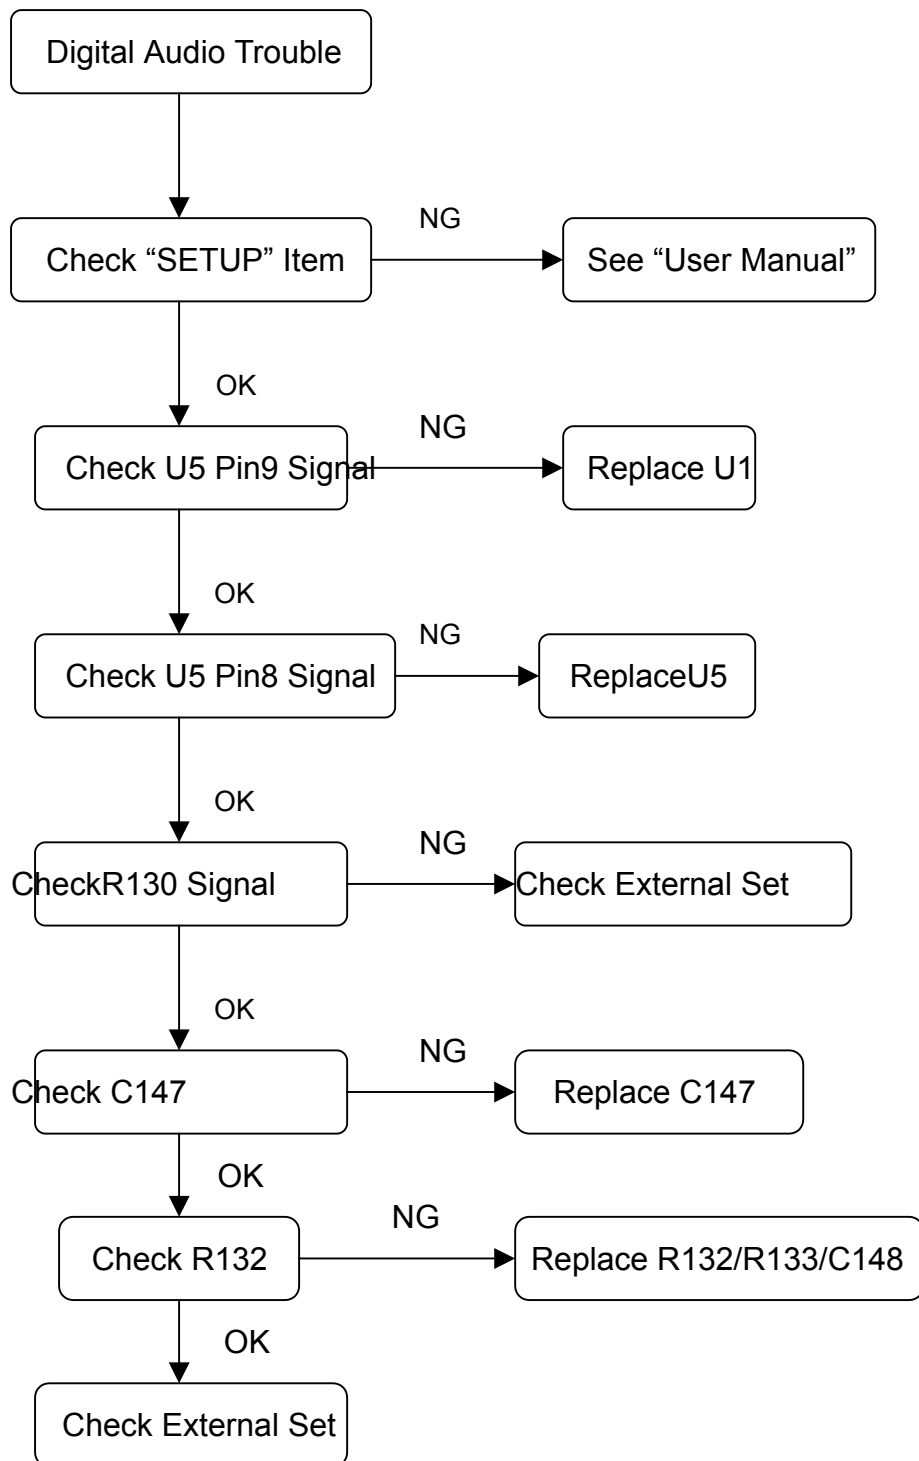 Digital Audio Trouble
NG
Check “SETUP” Item
See “User Manual”
OK
NG
Check U5 Pin9 Signal
Replace U1
OK
NG
Check U5 Pin8 Signal
ReplaceU5
OK
NG
CheckR130 Signal
Check External Set
OK
NG
Check C147
Replace C147
OK
NG
Check R132
Replace R132/R133/C148
OK
Check External Set